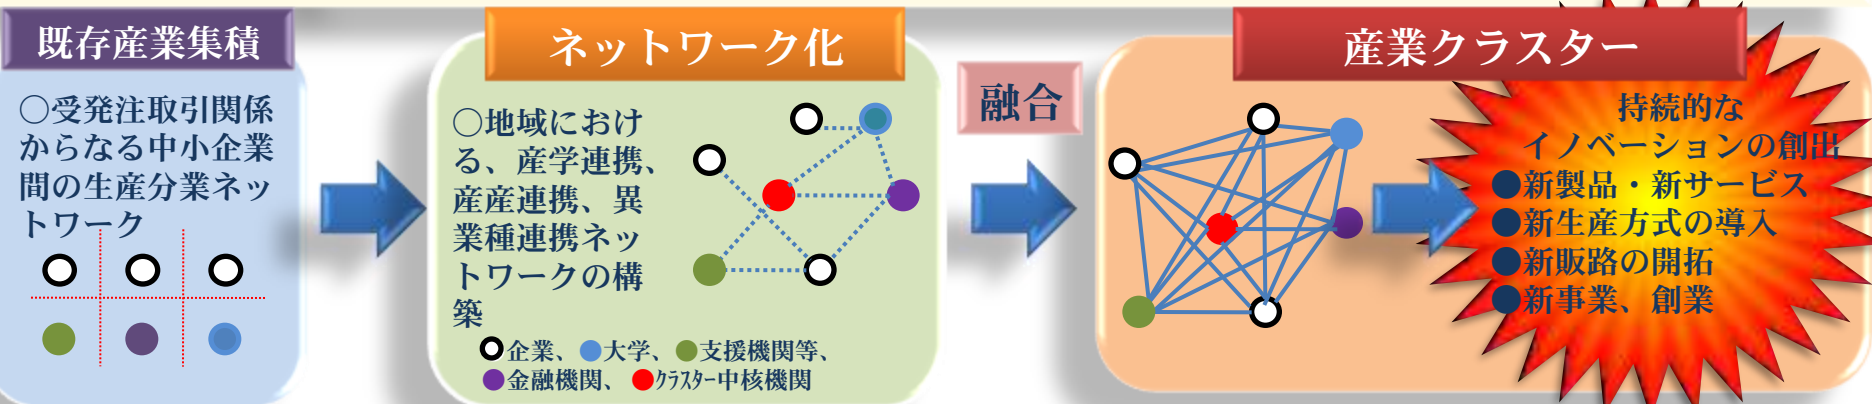 既存産業集積
○受発注取引関係
からなる中小企業
間の生産分業ネッ
トワーク
ネットワーク化
○地域におけ
る、産学連携、
産産連携、異
業種連携ネッ
トワークの構
築
企業、大学、支援機関等、
金融機関、クラスター中核機関
融合
産業クラスター
持続的な
イノベーションの創出
●新製品・新サービス
●新生産方式の導入
●新販路の開拓
●新事業、創業